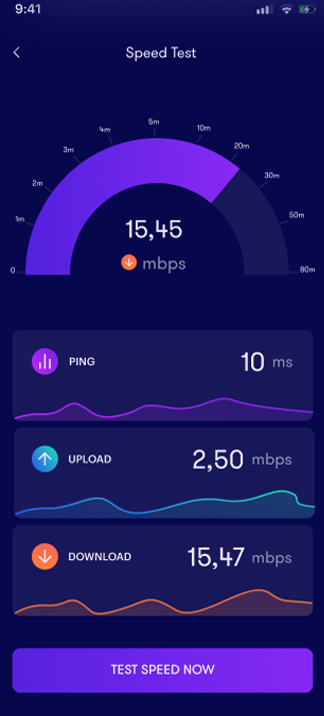 9:41
Speed Test
5m
4m
10m
3m
20m
2m
30m
1m
50m
0
80m
15,45
mbps
PING
10 ms
UPLOAD
2,50 mbps
DOWNLOAD
15,47 mbps
TEST SPEED NOW